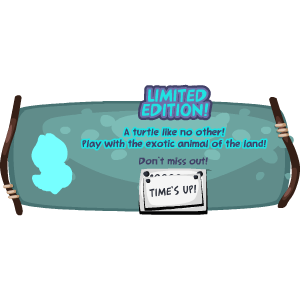 LIMITED
EDITION!
A turtle like no other!
Play with the exotic animal of the land!
Don't miss out!
TIME'S UP!